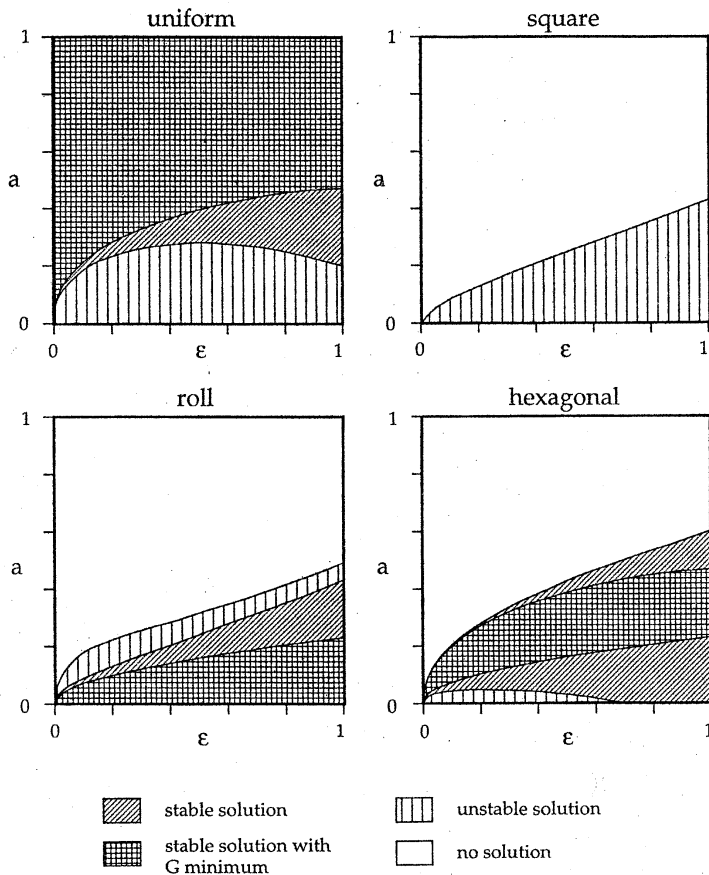 uniform
1
a
0
0
ε
1
square
1
a
0
0
ε
1
roll
1
a
0
0
ε
1
hexagonal
1
a
0
0
ε
1
stable solution
stable solution with
G minimum
unstable solution
no solution